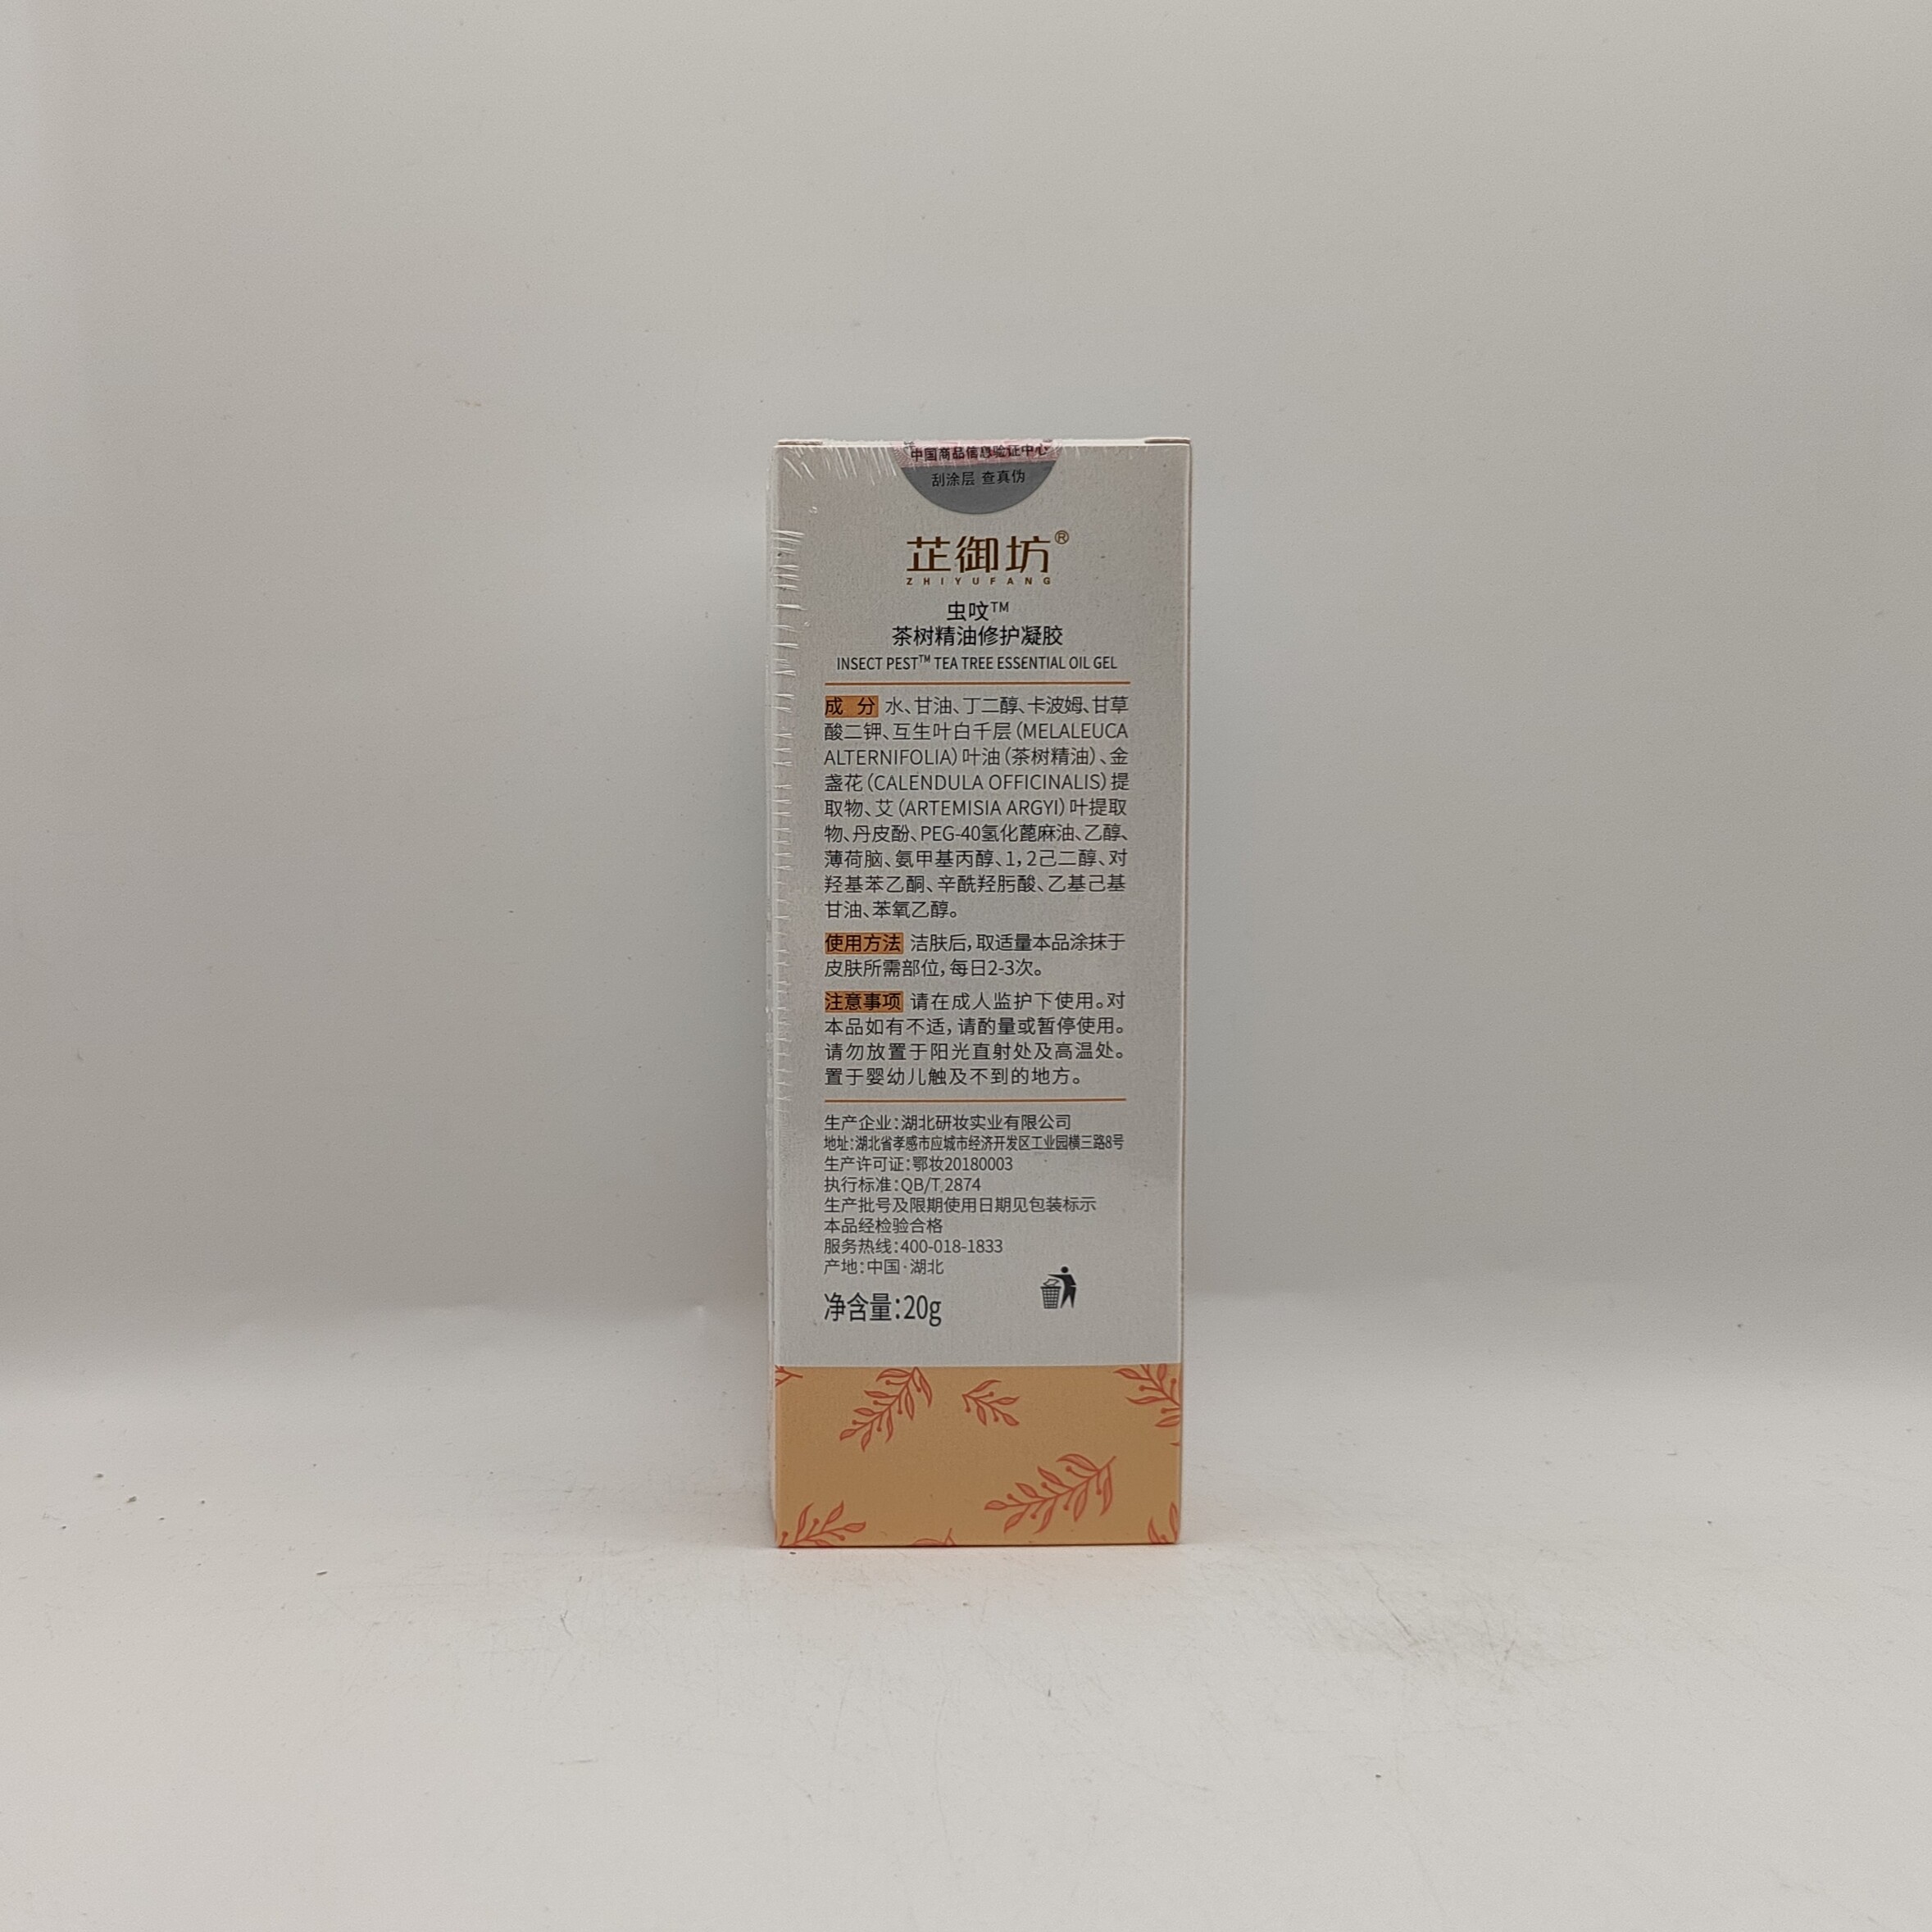 中国商品信息验证中心
刮涂层 查真伪
芷御坊®
ZHIYUFANG
虫呅™
茶树精油修护凝胶
INSECT PEST™ TEA TREE ESSENTIAL OIL GEL
成 分 水、甘油、丁二醇、卡波姆、甘草
酸二钾、互生叶白千层(MELALEUCA
ALTERNIFOLIA)叶油(茶树精油)、金
盏花(CALENDULA OFFICINALIS)提
取物、艾(ARTEMISIA ARGYI)叶提取
物、丹皮酚、PEG-40氢化蓖麻油、乙醇、
薄荷脑、氨甲基丙醇、1,2己二醇、对
羟基苯乙酮、辛酰羟肟酸、乙基己基
甘油、苯氧乙醇。
使用方法 洁肤后,取适量本品涂抹于
皮肤所需部位,每日2-3次。
注意事项 请在成人监护下使用。对
本品如有不适,请酌量或暂停使用。
请勿放置于阳光直射处及高温处。
置于婴幼儿触及不到的地方。
生产企业:湖北研妆实业有限公司
地址:湖北省孝感市应城市经济开发区工业园横三路8号
生产许可证:鄂妆20180003
执行标准:QB/T 2874
生产批号及限期使用日期见包装标示
本品经检验合格
服务热线:400-018-1833
产地:中国·湖北
净含量:20g